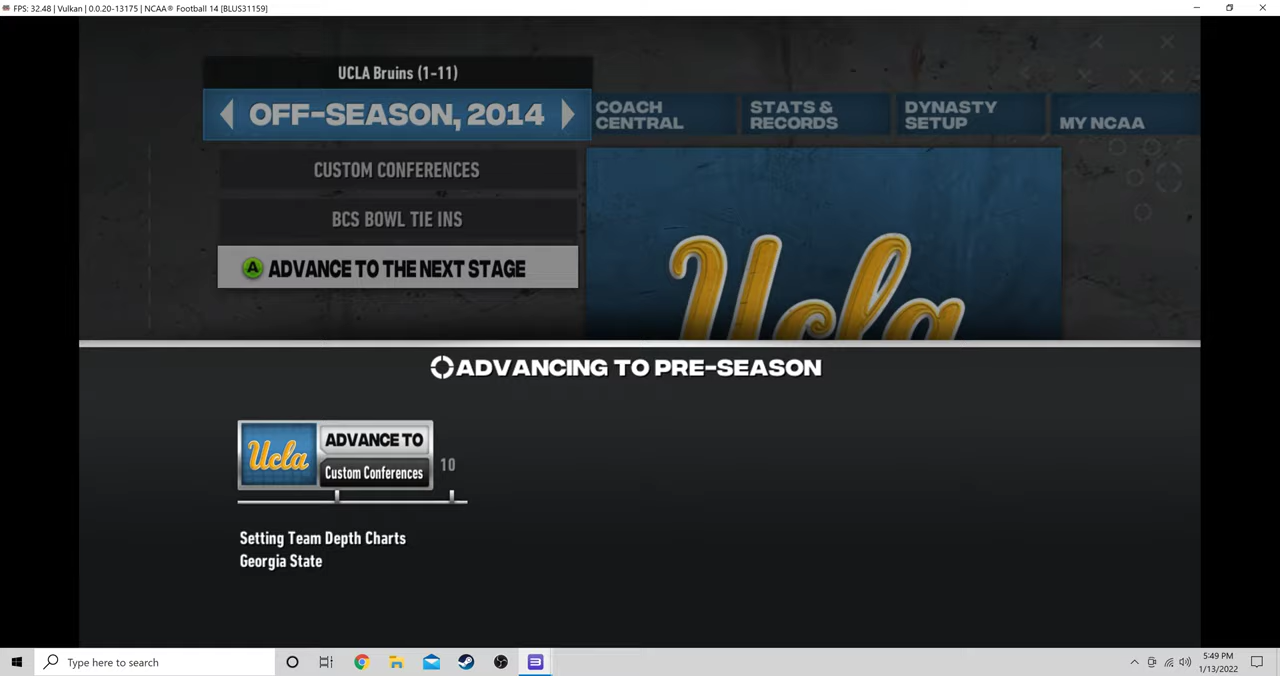 FPS: 32.48 | Vulkan | 0.0.20-13175 | NCAA® Football 14 [BLUS31159]
UCLA Bruins (1-11)
OFF-SEASON, 2014
COACH CENTRAL
STATS & RECORDS
DYNASTY SETUP
MY NCAA
CUSTOM CONFERENCES
BCS BOWL TIE INS
A ADVANCE TO THE NEXT STAGE
Ucla
ADVANCING TO PRE-SEASON
Ucla
ADVANCE TO
Custom Conferences
10
Setting Team Depth Charts
Georgia State
Type here to search
5:49 PM
1/13/2022